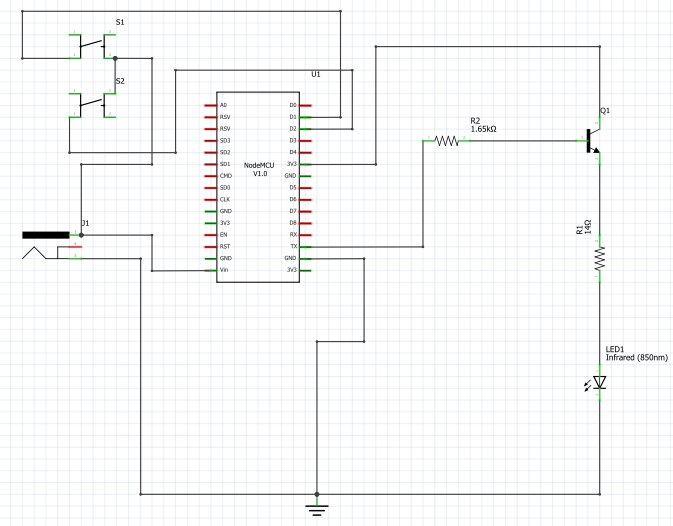 S1
S2
U1
A0
RSV
RSV
SD3
SD2
SD1
CMD
SD0
CLK
GND
3V3
EN
RST
GND
Vin
NodeMCU
V1.0
D0
D1
D2
D3
D4
3V3
GND
D5
D6
D7
D8
RX
TX
GND
3V3
J1
R2
1.65kΩ
Q1
R1
14Ω
LED1
Infrared (850nm)